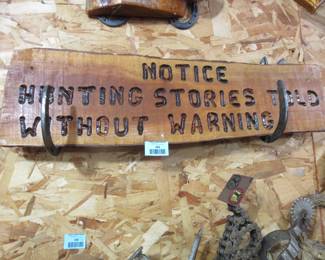 NOTICE
HUNTING STORIES TOLD
WITHOUT WARNING